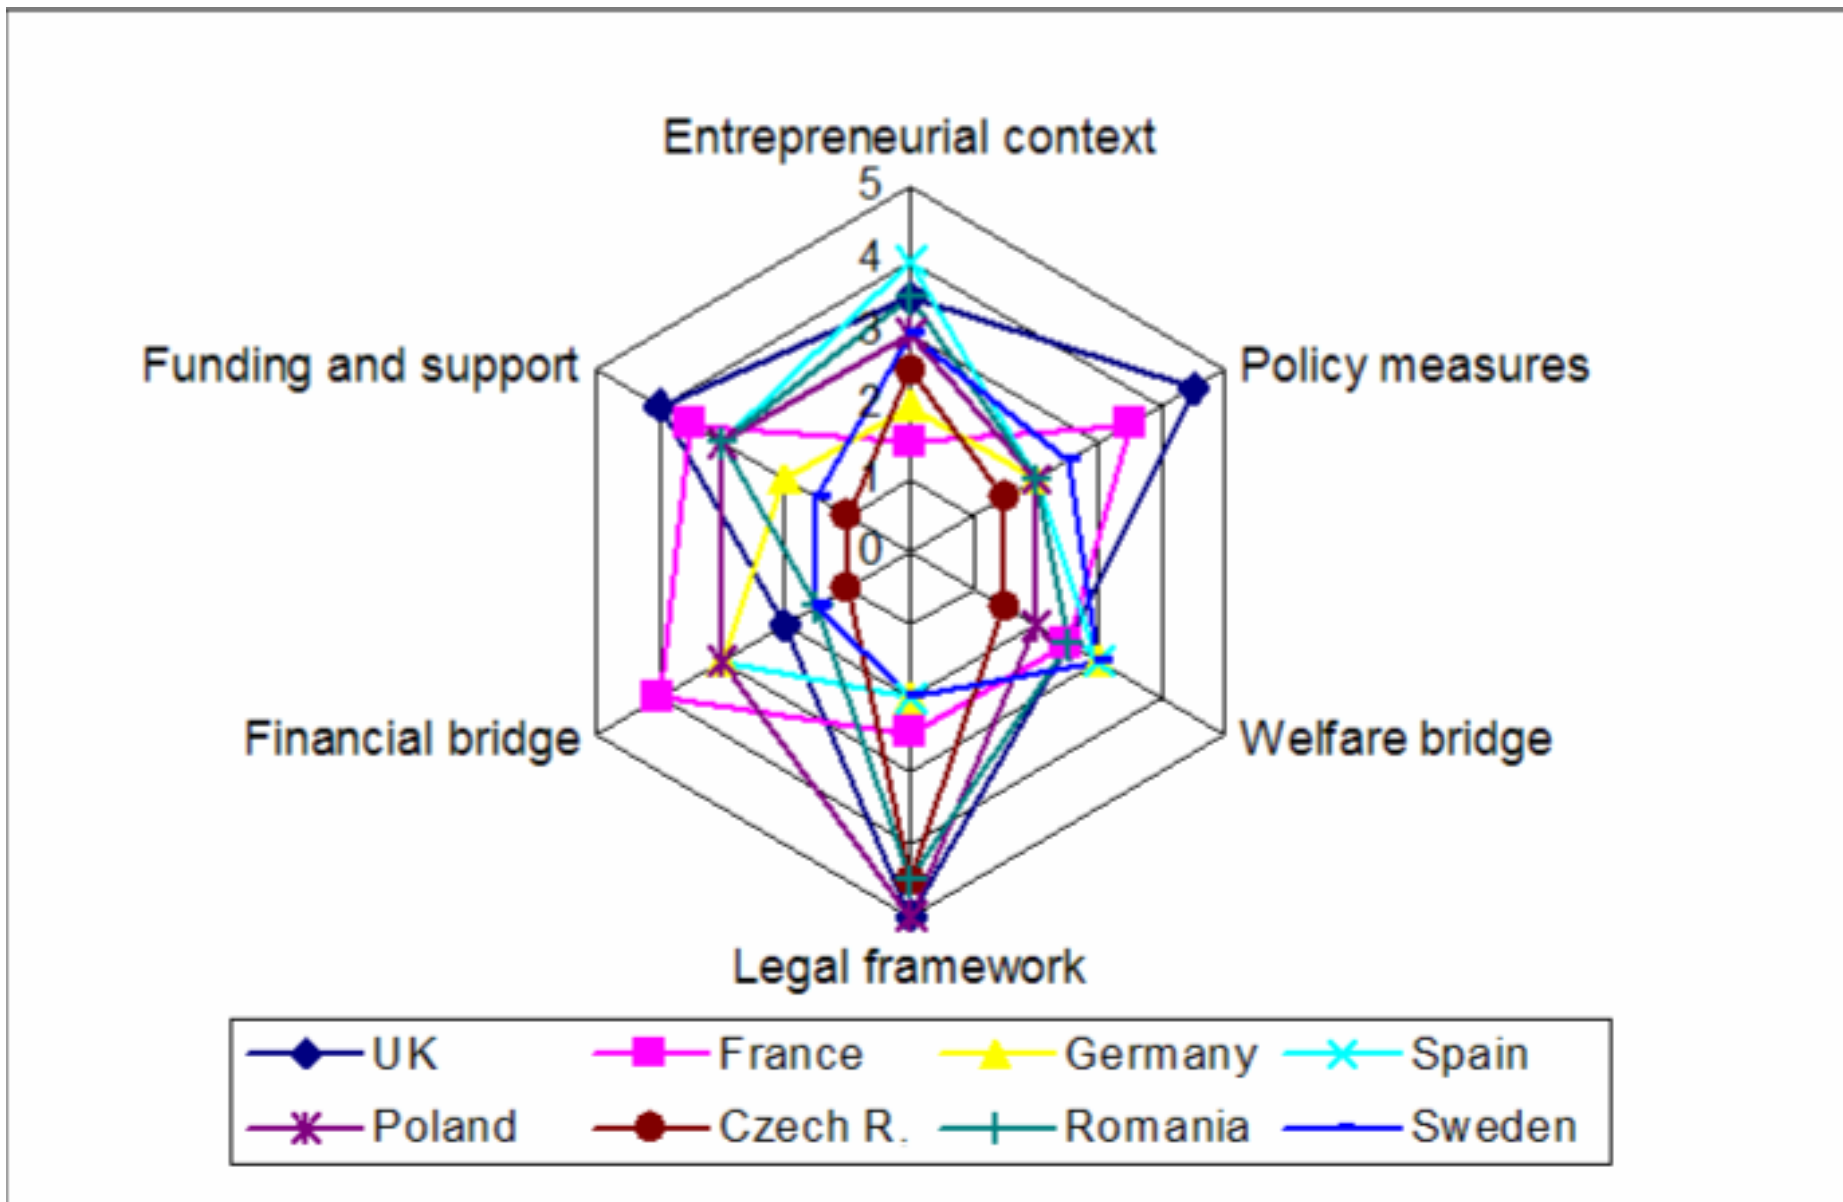 Entrepreneurial context
5
4
3
2
1
0
Funding and support
Policy measures
Financial bridge
Welfare bridge
Legal framework
UK France Germany Spain
Poland Czech R. Romania Sweden